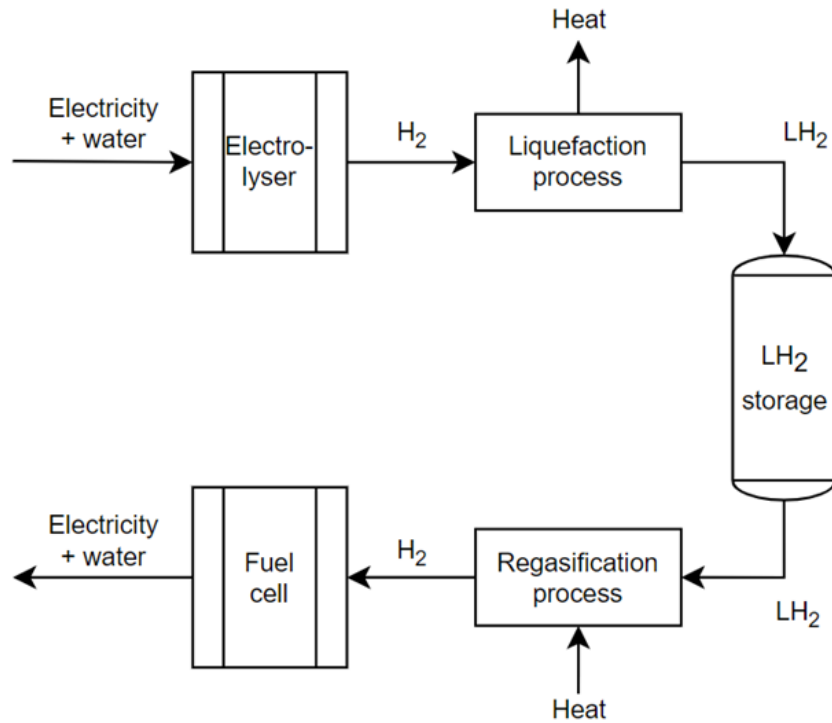 Heat
Electricity
+ water
Electro-
lyser
H₂
Liquefaction
process
LH₂
LH₂
storage
Electricity
+ water
Fuel
cell
H₂
Regasification
process
LH₂
Heat